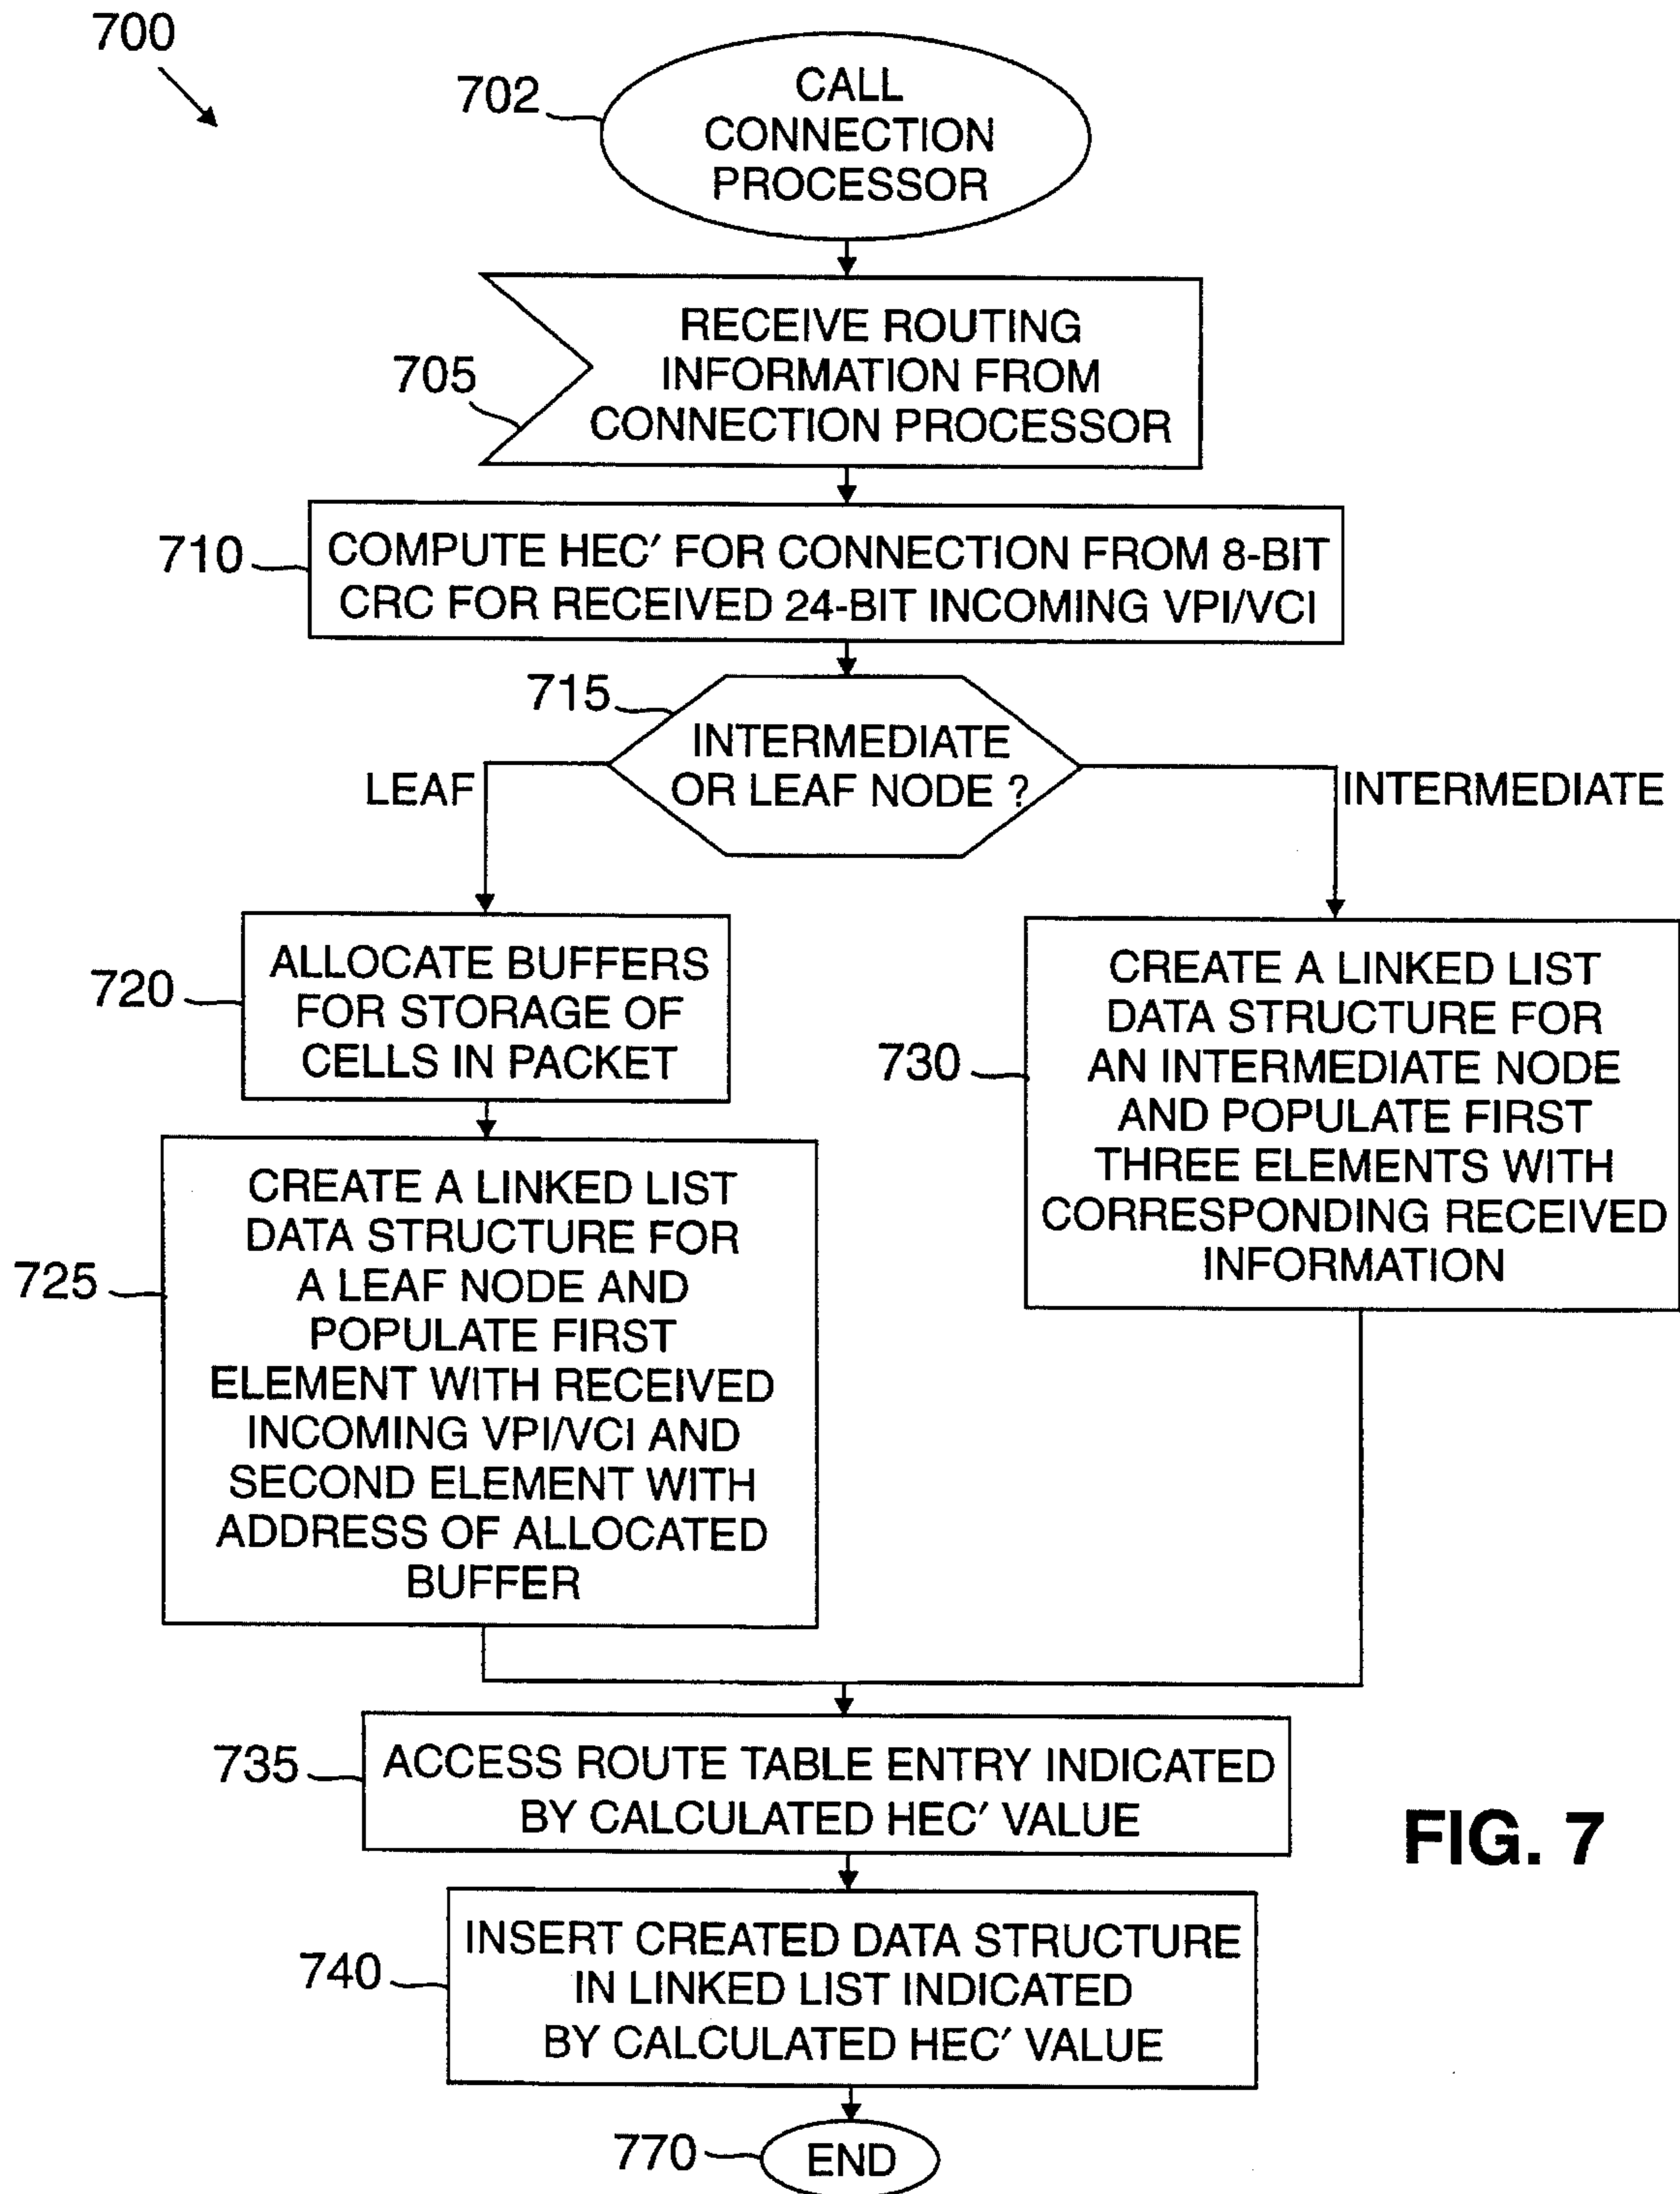 700
702
CALL
CONNECTION
PROCESSOR
705
RECEIVE ROUTING
INFORMATION FROM
CONNECTION PROCESSOR
710
COMPUTE HEC′ FOR CONNECTION FROM 8-BIT
CRC FOR RECEIVED 24-BIT INCOMING VPI/VCI
715
INTERMEDIATE
OR LEAF NODE ?
LEAF
INTERMEDIATE
720
ALLOCATE BUFFERS
FOR STORAGE OF
CELLS IN PACKET
725
CREATE A LINKED LIST
DATA STRUCTURE FOR
A LEAF NODE AND
POPULATE FIRST
ELEMENT WITH RECEIVED
INCOMING VPI/VCI AND
SECOND ELEMENT WITH
ADDRESS OF ALLOCATED
BUFFER
730
CREATE A LINKED LIST
DATA STRUCTURE FOR
AN INTERMEDIATE NODE
AND POPULATE FIRST
THREE ELEMENTS WITH
CORRESPONDING RECEIVED
INFORMATION
735
ACCESS ROUTE TABLE ENTRY INDICATED
BY CALCULATED HEC′ VALUE
FIG. 7
740
INSERT CREATED DATA STRUCTURE
IN LINKED LIST INDICATED
BY CALCULATED HEC′ VALUE
770
END